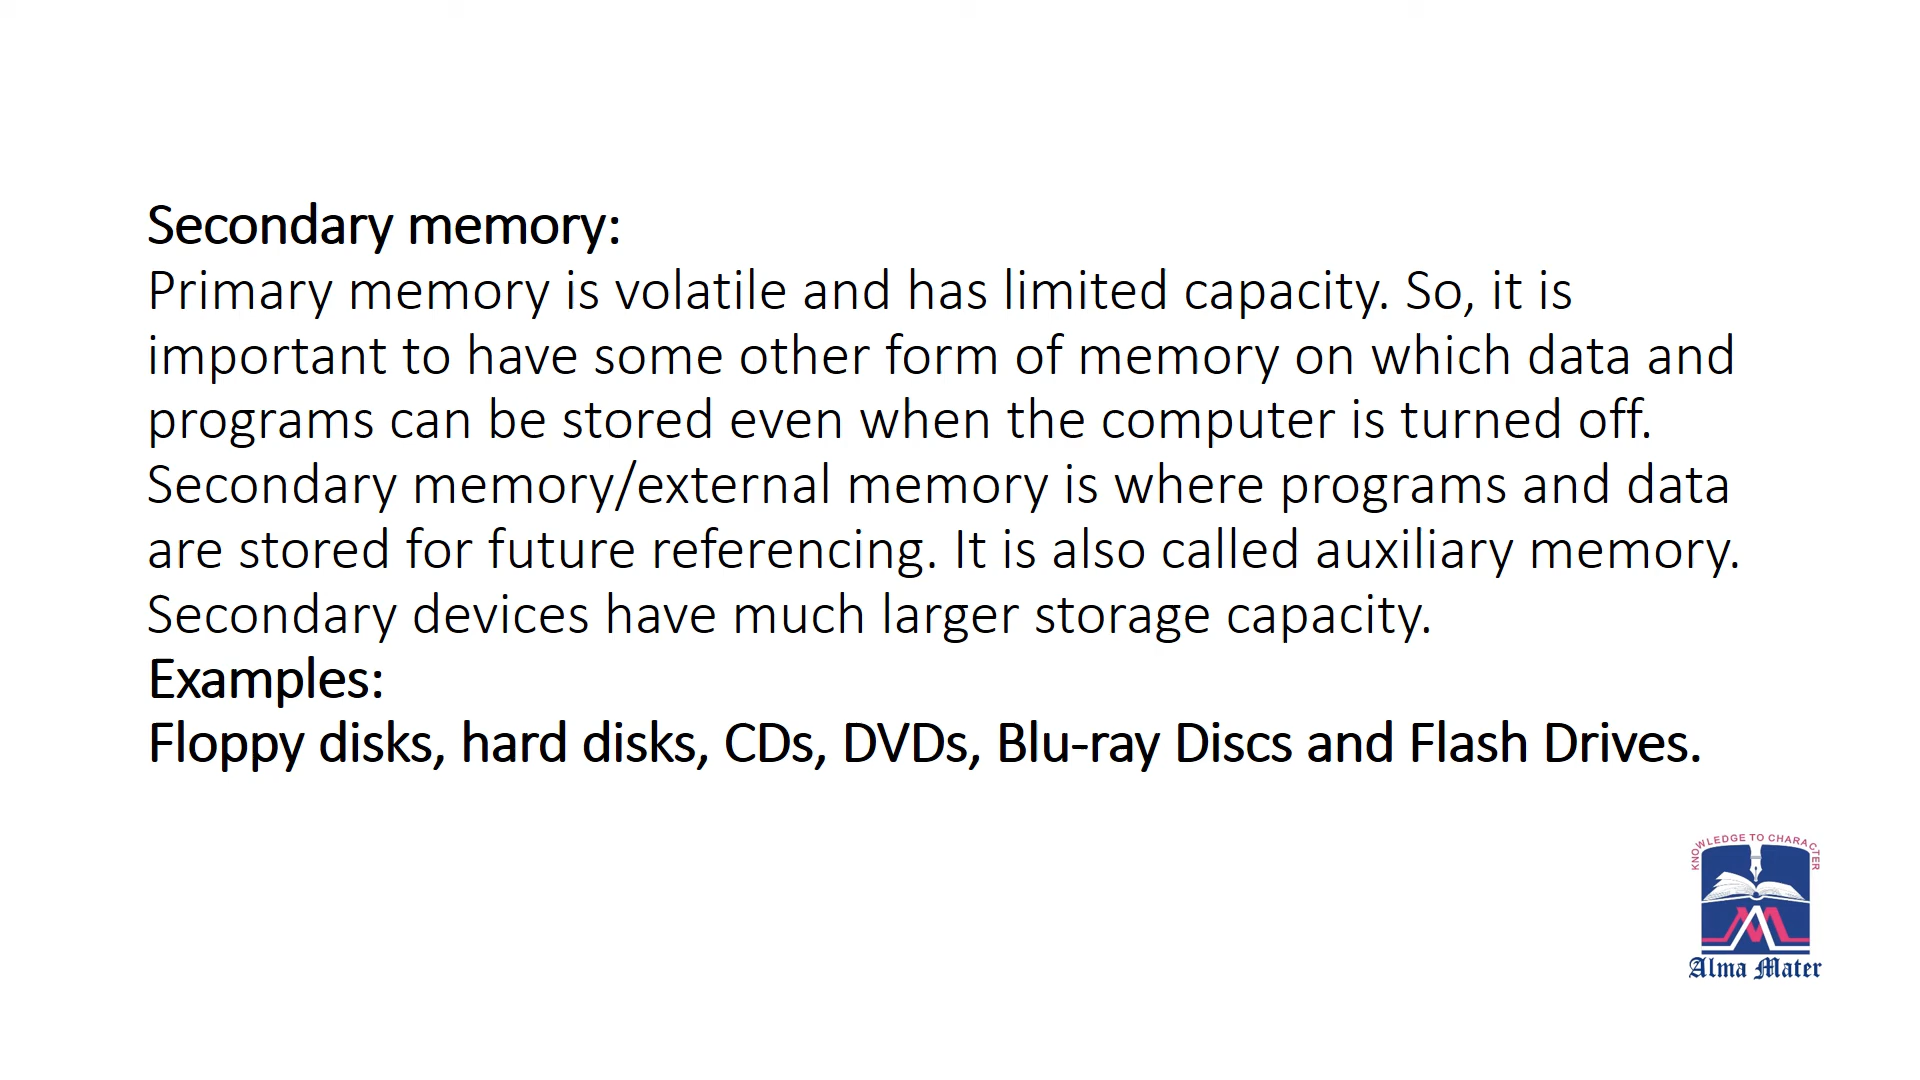 Secondary memory:
Primary memory is volatile and has limited capacity. So, it is
important to have some other form of memory on which data and
programs can be stored even when the computer is turned off.
Secondary memory/external memory is where programs and data
are stored for future referencing. It is also called auxiliary memory.
Secondary devices have much larger storage capacity.
Examples:
Floppy disks, hard disks, CDs, DVDs, Blu-ray Discs and Flash Drives.
KNOWLEDGE TO CHARACTER
Alma Mater